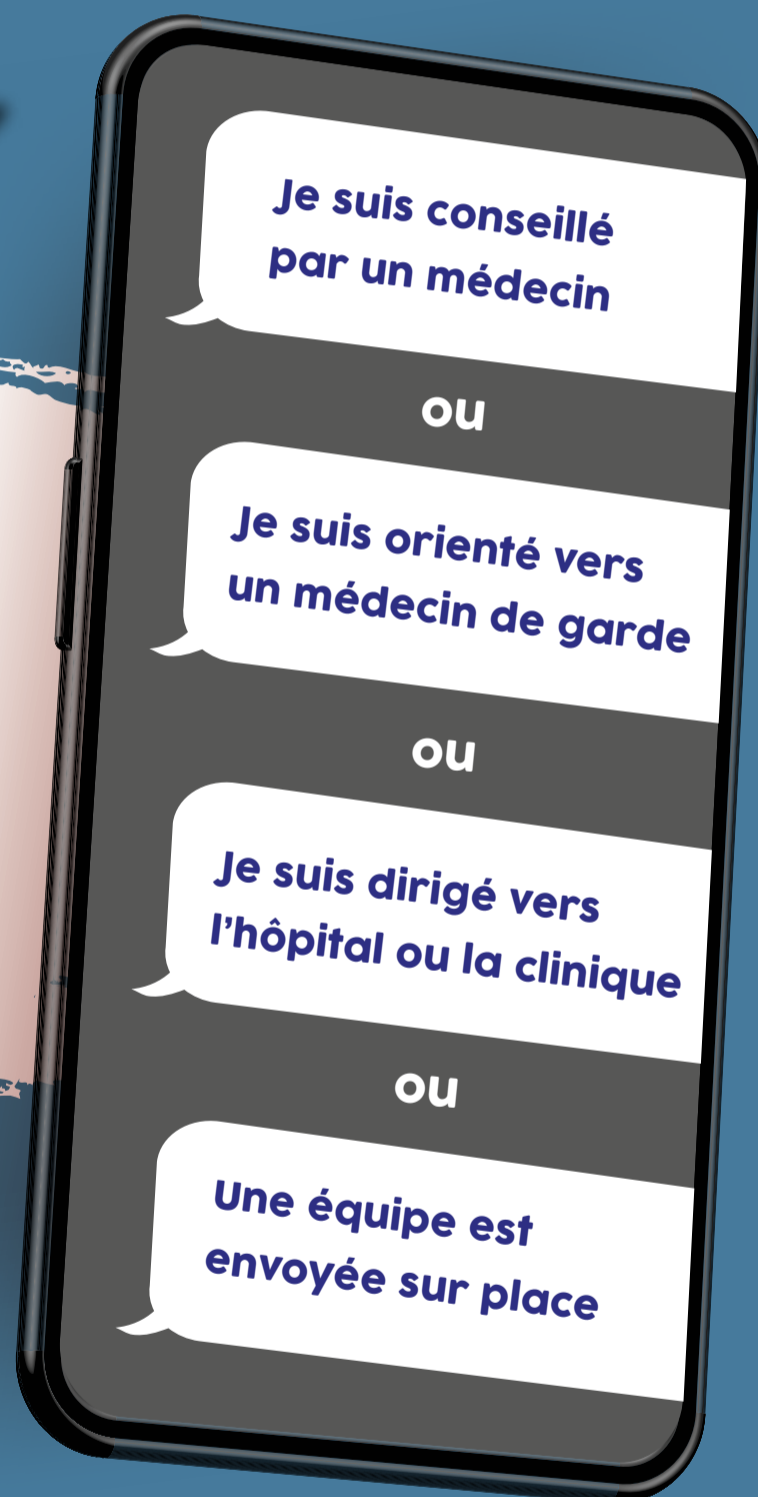 Je suis conseillé
par un médecin
ou
Je suis orienté vers
un médecin de garde
ou
Je suis dirigé vers
l’hôpital ou la clinique
ou
Une équipe est
envoyée sur place